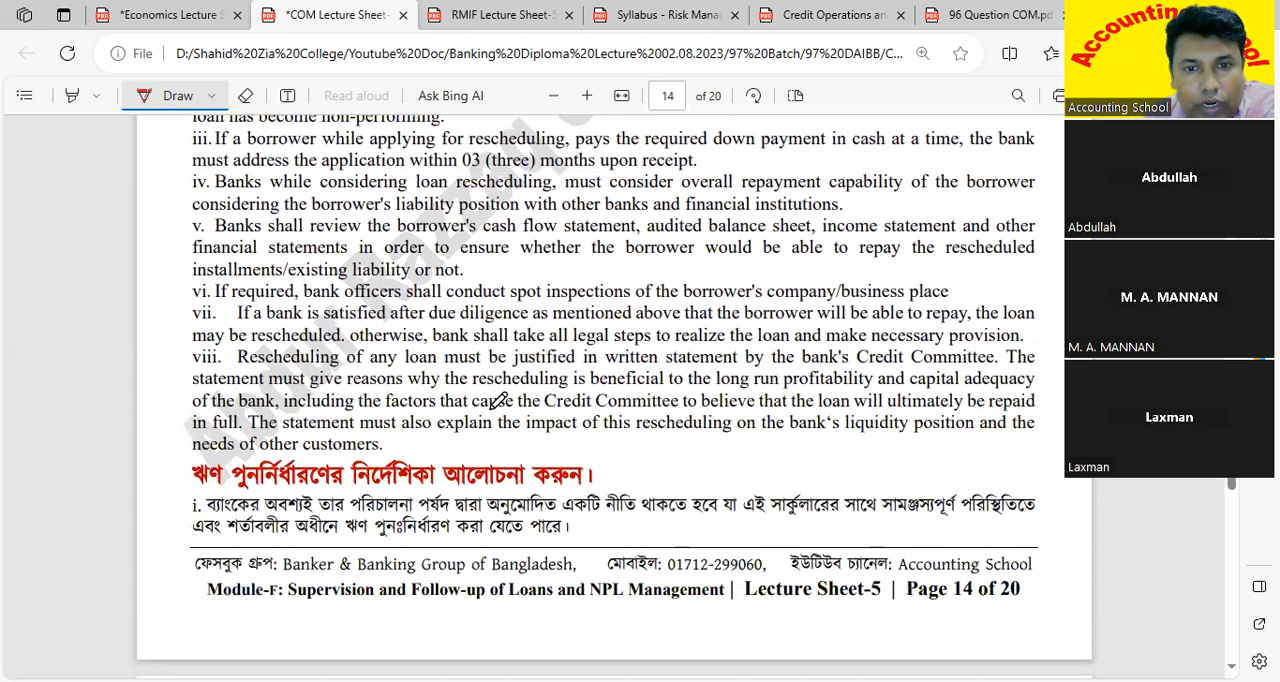 *Economics Lecture S
*COM Lecture Sheet-
RMIF Lecture Sheet-5
Syllabus - Risk Mana
Credit Operations an
96 Question COM.pd
File
D:/Shahid%20Zia%20College/Youtube%20Doc/Banking%20Diploma%20Lecture%2002.08.2023/97%20Batch/97%20DAIBB/C...
Draw
Read aloud
Ask Bing AI
14
of 20
loan has become non-performing.
iii. If a borrower while applying for rescheduling, pays the required down payment in cash at a time, the bank
must address the application within 03 (three) months upon receipt.
iv. Banks while considering loan rescheduling, must consider overall repayment capability of the borrower
considering the borrower's liability position with other banks and financial institutions.
v. Banks shall review the borrower's cash flow statement, audited balance sheet, income statement and other
financial statements in order to ensure whether the borrower would be able to repay the rescheduled
installments/existing liability or not.
vi. If required, bank officers shall conduct spot inspections of the borrower's company/business place
vii. If a bank is satisfied after due diligence as mentioned above that the borrower will be able to repay, the loan
may be rescheduled. otherwise, bank shall take all legal steps to realize the loan and make necessary provision.
viii. Rescheduling of any loan must be justified in written statement by the bank's Credit Committee. The
statement must give reasons why the rescheduling is beneficial to the long run profitability and capital adequacy
of the bank, including the factors that cause the Credit Committee to believe that the loan will ultimately be repaid
in full. The statement must also explain the impact of this rescheduling on the bank‘s liquidity position and the
needs of other customers.
ঋণ পুনর্নির্ধারণের নির্দেশিকা আলোচনা করুন।
i. ব্যাংকের অবশ্যই তার পরিচালনা পর্ষদ দ্বারা অনুমোদিত একটি নীতি থাকতে হবে যা এই সার্কুলারের সাথে সামঞ্জস্যপূর্ণ পরিস্থিতিতে
এবং শর্তাবলীর অধীনে ঋণ পুনঃনির্ধারণ করা যেতে পারে।
ফেসবুক গ্রুপ: Banker & Banking Group of Bangladesh, মোবাইল: 01712-299060, ইউটিউব চ্যানেল: Accounting School
Module-F: Supervision and Follow-up of Loans and NPL Management | Lecture Sheet-5 | Page 14 of 20
Abdur Razzaq
Accounting School
Accounting School
Abdullah
Abdullah
M. A. MANNAN
M. A. MANNAN
Laxman
Laxman